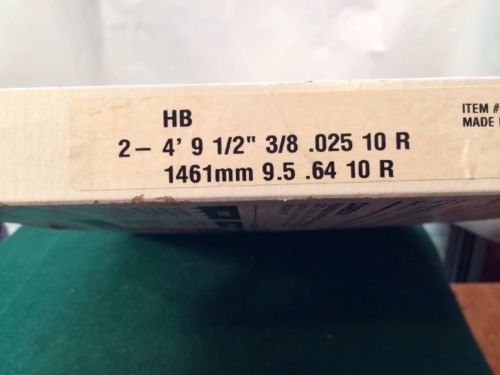 HB
2- 4' 9 1/2" 3/8 .025 10 R
1461mm 9.5 .64 10 R
ITEM #
MADE